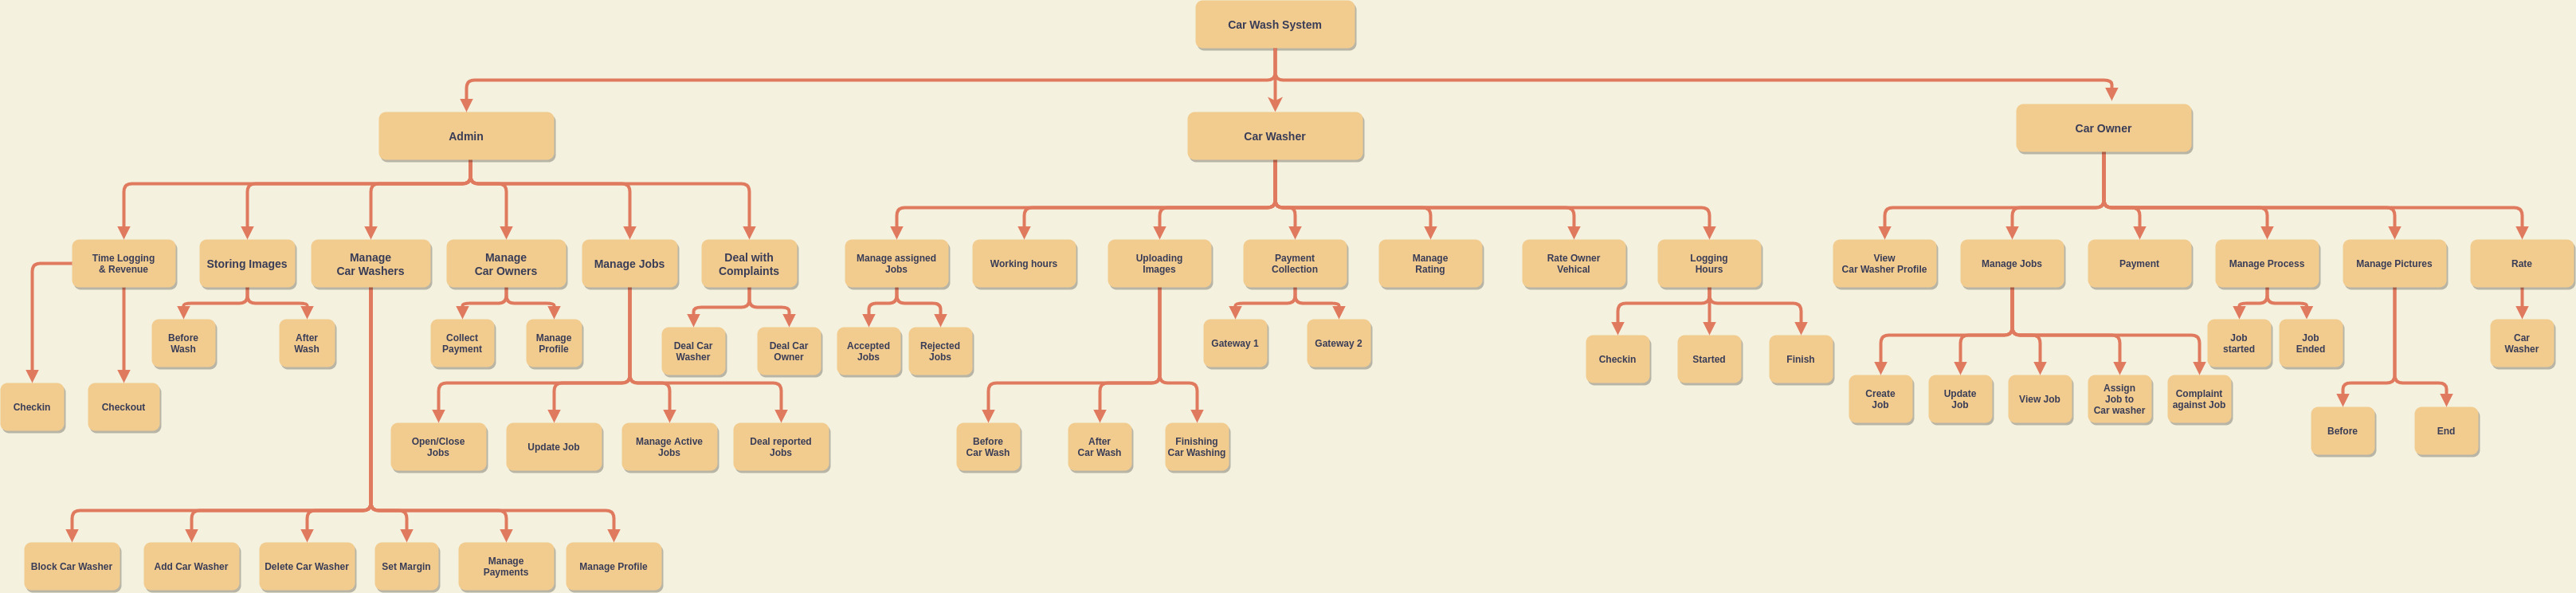 Car Wash System
Admin
Car Washer
Car Owner
Time Logging
& Revenue
Storing Images
Manage
Car Washers
Manage
Car Owners
Manage Jobs
Deal with
Complaints
Manage assigned
Jobs
Working hours
Uploading
Images
Payment
Collection
Manage
Rating
Rate Owner
Vehical
Logging
Hours
View
Car Washer Profile
Manage Jobs
Payment
Manage Process
Manage Pictures
Rate
Before
Wash
After
Wash
Collect
Payment
Manage
Profile
Deal Car
Washer
Deal Car
Owner
Accepted
Jobs
Rejected
Jobs
Gateway 1
Gateway 2
Checkin
Started
Finish
Job
started
Job
Ended
Car
Washer
Checkin
Checkout
Create
Job
Update
Job
View Job
Assign
Job to
Car washer
Complaint
against Job
Open/Close
Jobs
Update Job
Manage Active
Jobs
Deal reported
Jobs
Before
Car Wash
After
Car Wash
Finishing
Car Washing
Before
End
Block Car Washer
Add Car Washer
Delete Car Washer
Set Margin
Manage
Payments
Manage Profile